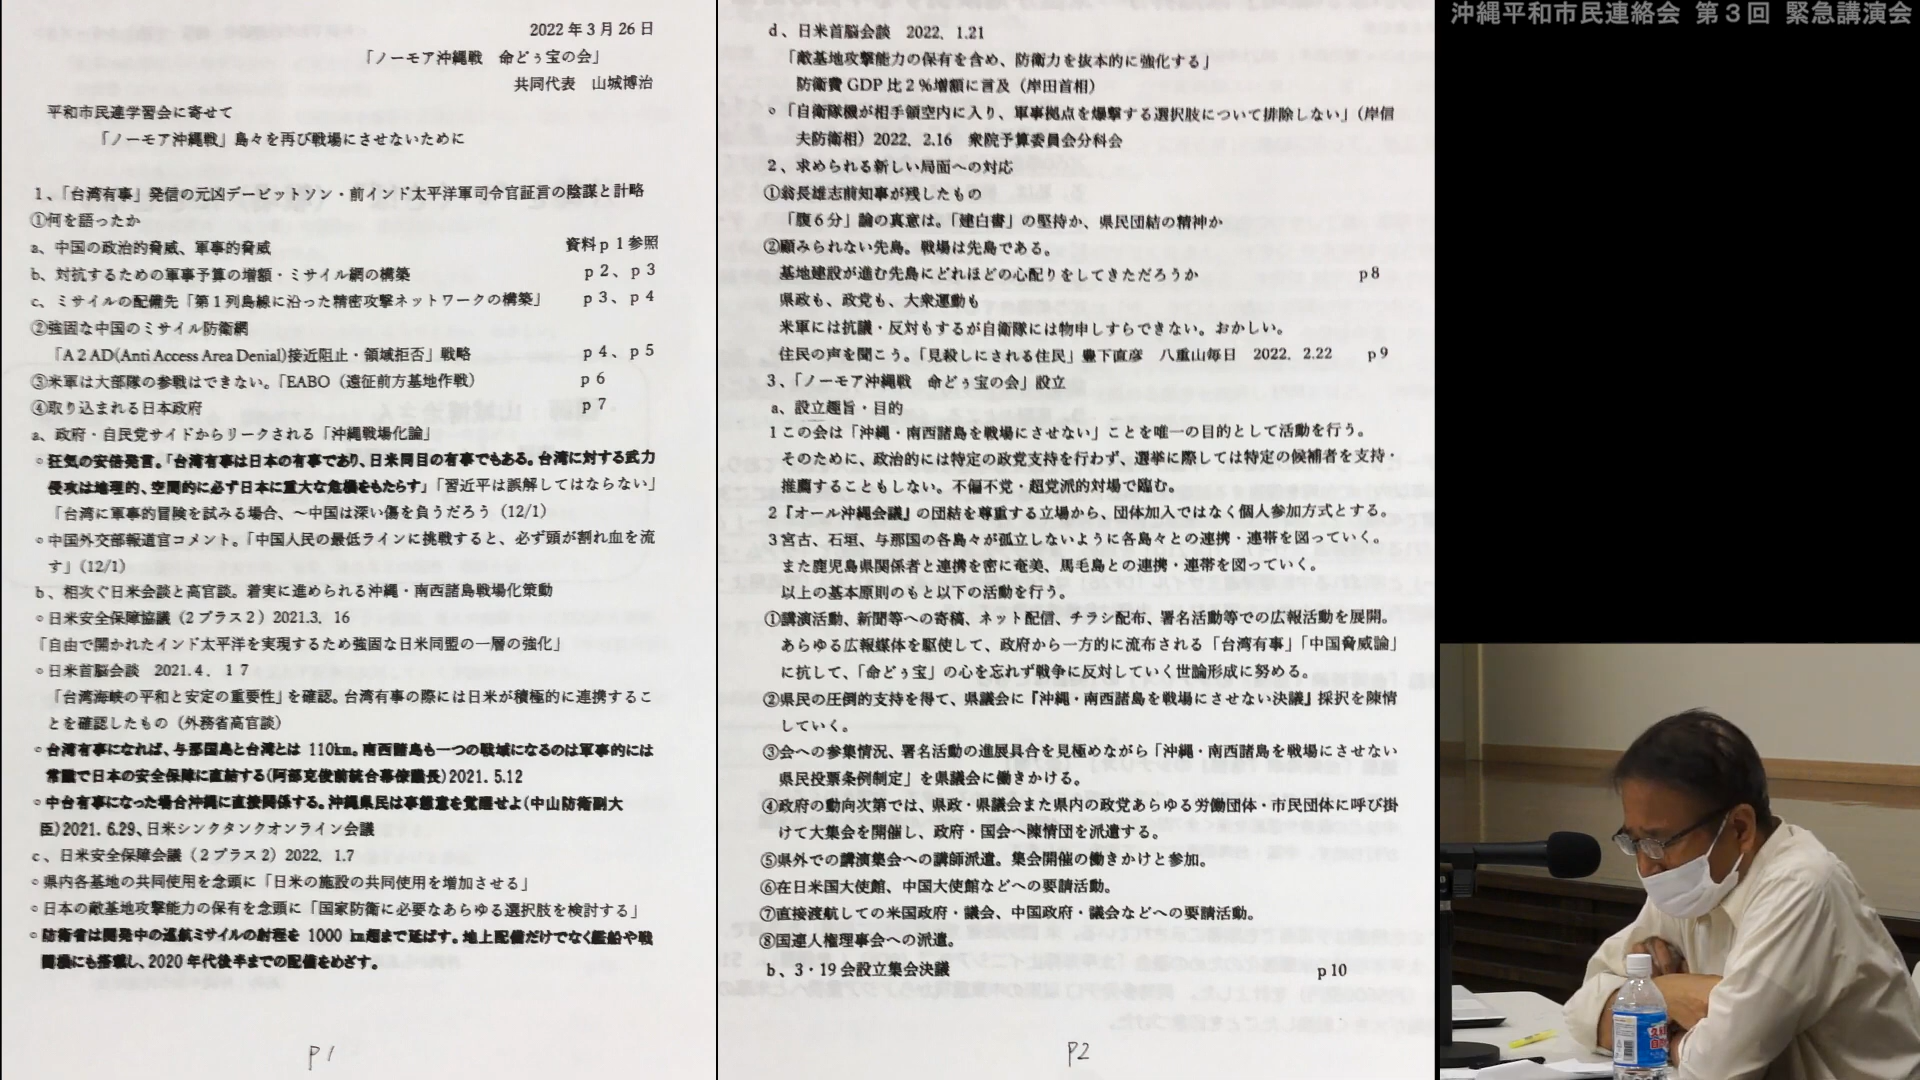 2022年3月26日
「ノーモア沖縄戦　命どぅ宝の会」
共同代表　山城博治
平和市民連学習会に寄せて
「ノーモア沖縄戦」島々を再び戦場にさせないために
1、「台湾有事」発信の元凶デービットソン・前インド太平洋軍司令官証言の陰謀と計略
①何を語ったか
a、中国の政治的脅威、軍事的脅威　資料p1参照
b、対抗するための軍事予算の増額・ミサイル網の構築　p2、p3
c、ミサイルの配備先「第1列島線に沿った精密攻撃ネットワークの構築」　p3、p4
②強固な中国のミサイル防衛網
「A2AD(Anti Access Area Denial)接近阻止・領域拒否」戦略　p4、p5
③米軍は大部隊の参戦はできない。「EABO（遠征前方基地作戦）　p6
④取り込まれる日本政府　p7
a、政府・自民党サイドからリークされる「沖縄戦場化論」
○狂気の安倍発言。「台湾有事は日本の有事であり、日米同目の有事でもある。台湾に対する武力
侵攻は地理的、空間的に必ず日本に重大な危機をもたらす」「習近平は誤解してはならない」
「台湾に軍事的冒険を試みる場合、～中国は深い傷を負うだろう（12/1）
○中国外交部報道官コメント。「中国人民の最低ラインに挑戦すると、必ず頭が割れ血を流
す」（12/1）
b、相次ぐ日米会談と高官談。着実に進められる沖縄・南西諸島戦場化策動
○日米安全保障協議（2プラス2）2021.3.16
「自由で開かれたインド太平洋を実現するため強固な日米同盟の一層の強化」
○日米首脳会談　2021.4.17
「台湾海峡の平和と安定の重要性」を確認。台湾有事の際には日米が積極的に連携するこ
とを確認したもの（外務省高官談）
○台湾有事になれば、与那国島と台湾とは110km。南西諸島も一つの戦域になるのは軍事的には
常識で日本の安全保障に直結する(阿部克俊前統合幕僚議長)2021.5.12
○中台有事になった場合沖縄に直接関係する。沖縄県民は事態意を覚醒せよ(中山防衛副大
臣)2021.6.29、日米シンクタンクオンライン会議
c、日米安全保障会議（2プラス2）2022.1.7
○県内各基地の共同使用を念頭に「日米の施設の共同使用を増加させる」
○日本の敵基地攻撃能力の保有を念頭に「国家防衛に必要なあらゆる選択肢を検討する」
○防衛省は開発中の巡航ミサイルの射程を1000km超まで延ばす。地上配備だけでなく艦船や戦
闘機にも搭載し、2020年代後半までの配備をめざす。
P1
d、日米首脳会談　2022.1.21
「敵基地攻撃能力の保有を含め、防衛力を抜本的に強化する」
防衛費GDP比2％増額に言及（岸田首相）
○「自衛隊機が相手領空内に入り、軍事拠点を爆撃する選択肢について排除しない」（岸信
夫防衛相）2022.2.16　衆院予算委員会分科会
2、求められる新しい局面への対応
①翁長雄志前知事が残したもの
「腹6分」論の真意は。「建白書」の堅持か、県民団結の精神か
②顧みられない先島。戦場は先島である。
基地建設が進む先島にどれほどの心配りをしてきただろうか　p8
県政も、政党も、大衆運動も
米軍には抗議・反対もするが自衛隊には物申しすらできない。おかしい。
住民の声を聞こう。「見殺しにされる住民」豊下直彦　八重山毎日　2022.2.22　p9
3、「ノーモア沖縄戦　命どぅ宝の会」設立
a、設立趣旨・目的
1この会は「沖縄・南西諸島を戦場にさせない」ことを唯一の目的として活動を行う。
そのために、政治的には特定の政党支持を行わず、選挙に際しては特定の候補者を支持・
推薦することもしない。不偏不党・超党派的対場で臨む。
2『オール沖縄会議』の団結を尊重する立場から、団体加入ではなく個人参加方式とする。
3宮古、石垣、与那国の各島々が孤立しないように各島々との連携・連帯を図っていく。
また鹿児島県関係者と連携を密に奄美、馬毛島との連携・連帯を図っていく。
以上の基本原則のもと以下の活動を行う。
①講演活動、新聞等への寄稿、ネット配信、チラシ配布、署名活動等での広報活動を展開。
あらゆる広報媒体を駆使して、政府から一方的に流布される「台湾有事」「中国脅威論」
に抗して、「命どぅ宝」の心を忘れず戦争に反対していく世論形成に努める。
②県民の圧倒的支持を得て、県議会に『沖縄・南西諸島を戦場にさせない決議』採択を陳情
していく。
③会への参集情況、署名活動の進展具合を見極めながら「沖縄・南西諸島を戦場にさせない
県民投票条例制定」を県議会に働きかける。
④政府の動向次第では、県政・県議会また県内の政党あらゆる労働団体・市民団体に呼び掛
けて大集会を開催し、政府・国会へ陳情団を派遣する。
⑤県外での講演集会への講師派遣。集会開催の働きかけと参加。
⑥在日米国大使館、中国大使館などへの要請活動。
⑦直接渡航しての米国政府・議会、中国政府・議会などへの要請活動。
⑧国連人権理事会への派遣。
b、3・19会設立集会決議　p10
P2
沖縄平和市民連絡会 第3回 緊急講演会